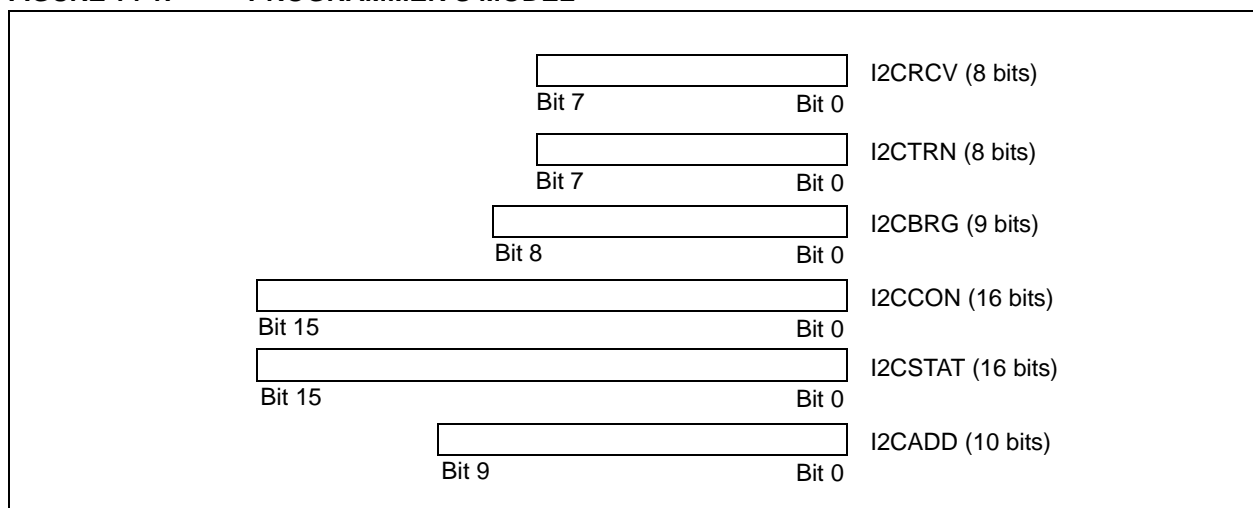 I2CRCV (8 bits)
Bit 7 Bit 0
I2CTRN (8 bits)
Bit 7 Bit 0
I2CBRG (9 bits)
Bit 8 Bit 0
I2CCON (16 bits)
Bit 15 Bit 0
I2CSTAT (16 bits)
Bit 15 Bit 0
I2CADD (10 bits)
Bit 9 Bit 0